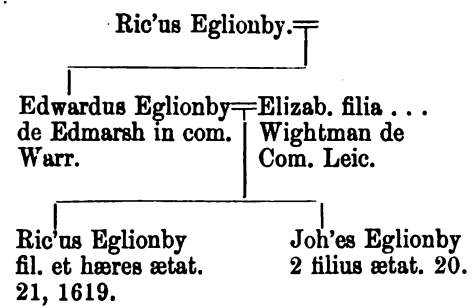 Ric'us Eglionby.
Edwardus Eglionby
de Edmarsh in com.
Warr.
Elizab. filia . . .
Wightman de
Com. Leic.
Ric'us Eglionby
fil. et hæres ætat.
21, 1619.
Joh'es Eglionby
2 filius ætat. 20.